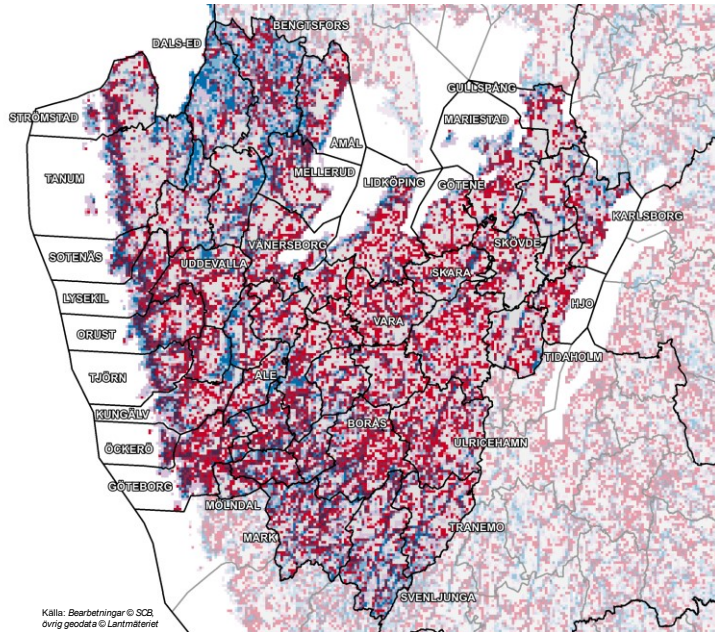 BENGTSFORS
DALS-ED
GULLSPÅNG
STRÖMSTAD
MARIESTAD
ÅMÅL
MELLERUD
TANUM
LIDKÖPING
GÖTENE
KARLSBORG
SKÖVDE
VÄNERSBORG
SOTENÄS
UDDEVALLA
SKARA
LYSEKIL
HJO
VARA
ORUST
TIDAHOLM
ALE
TJÖRN
KUNGÄLV
BORÅS
ULRICEHAMN
ÖCKERÖ
GÖTEBORG
MÖLNDAL
TRANEMO
MARK
SVENLJUNGA
Källa: Bearbetningar © SCB,
övrig geodata © Lantmäteriet